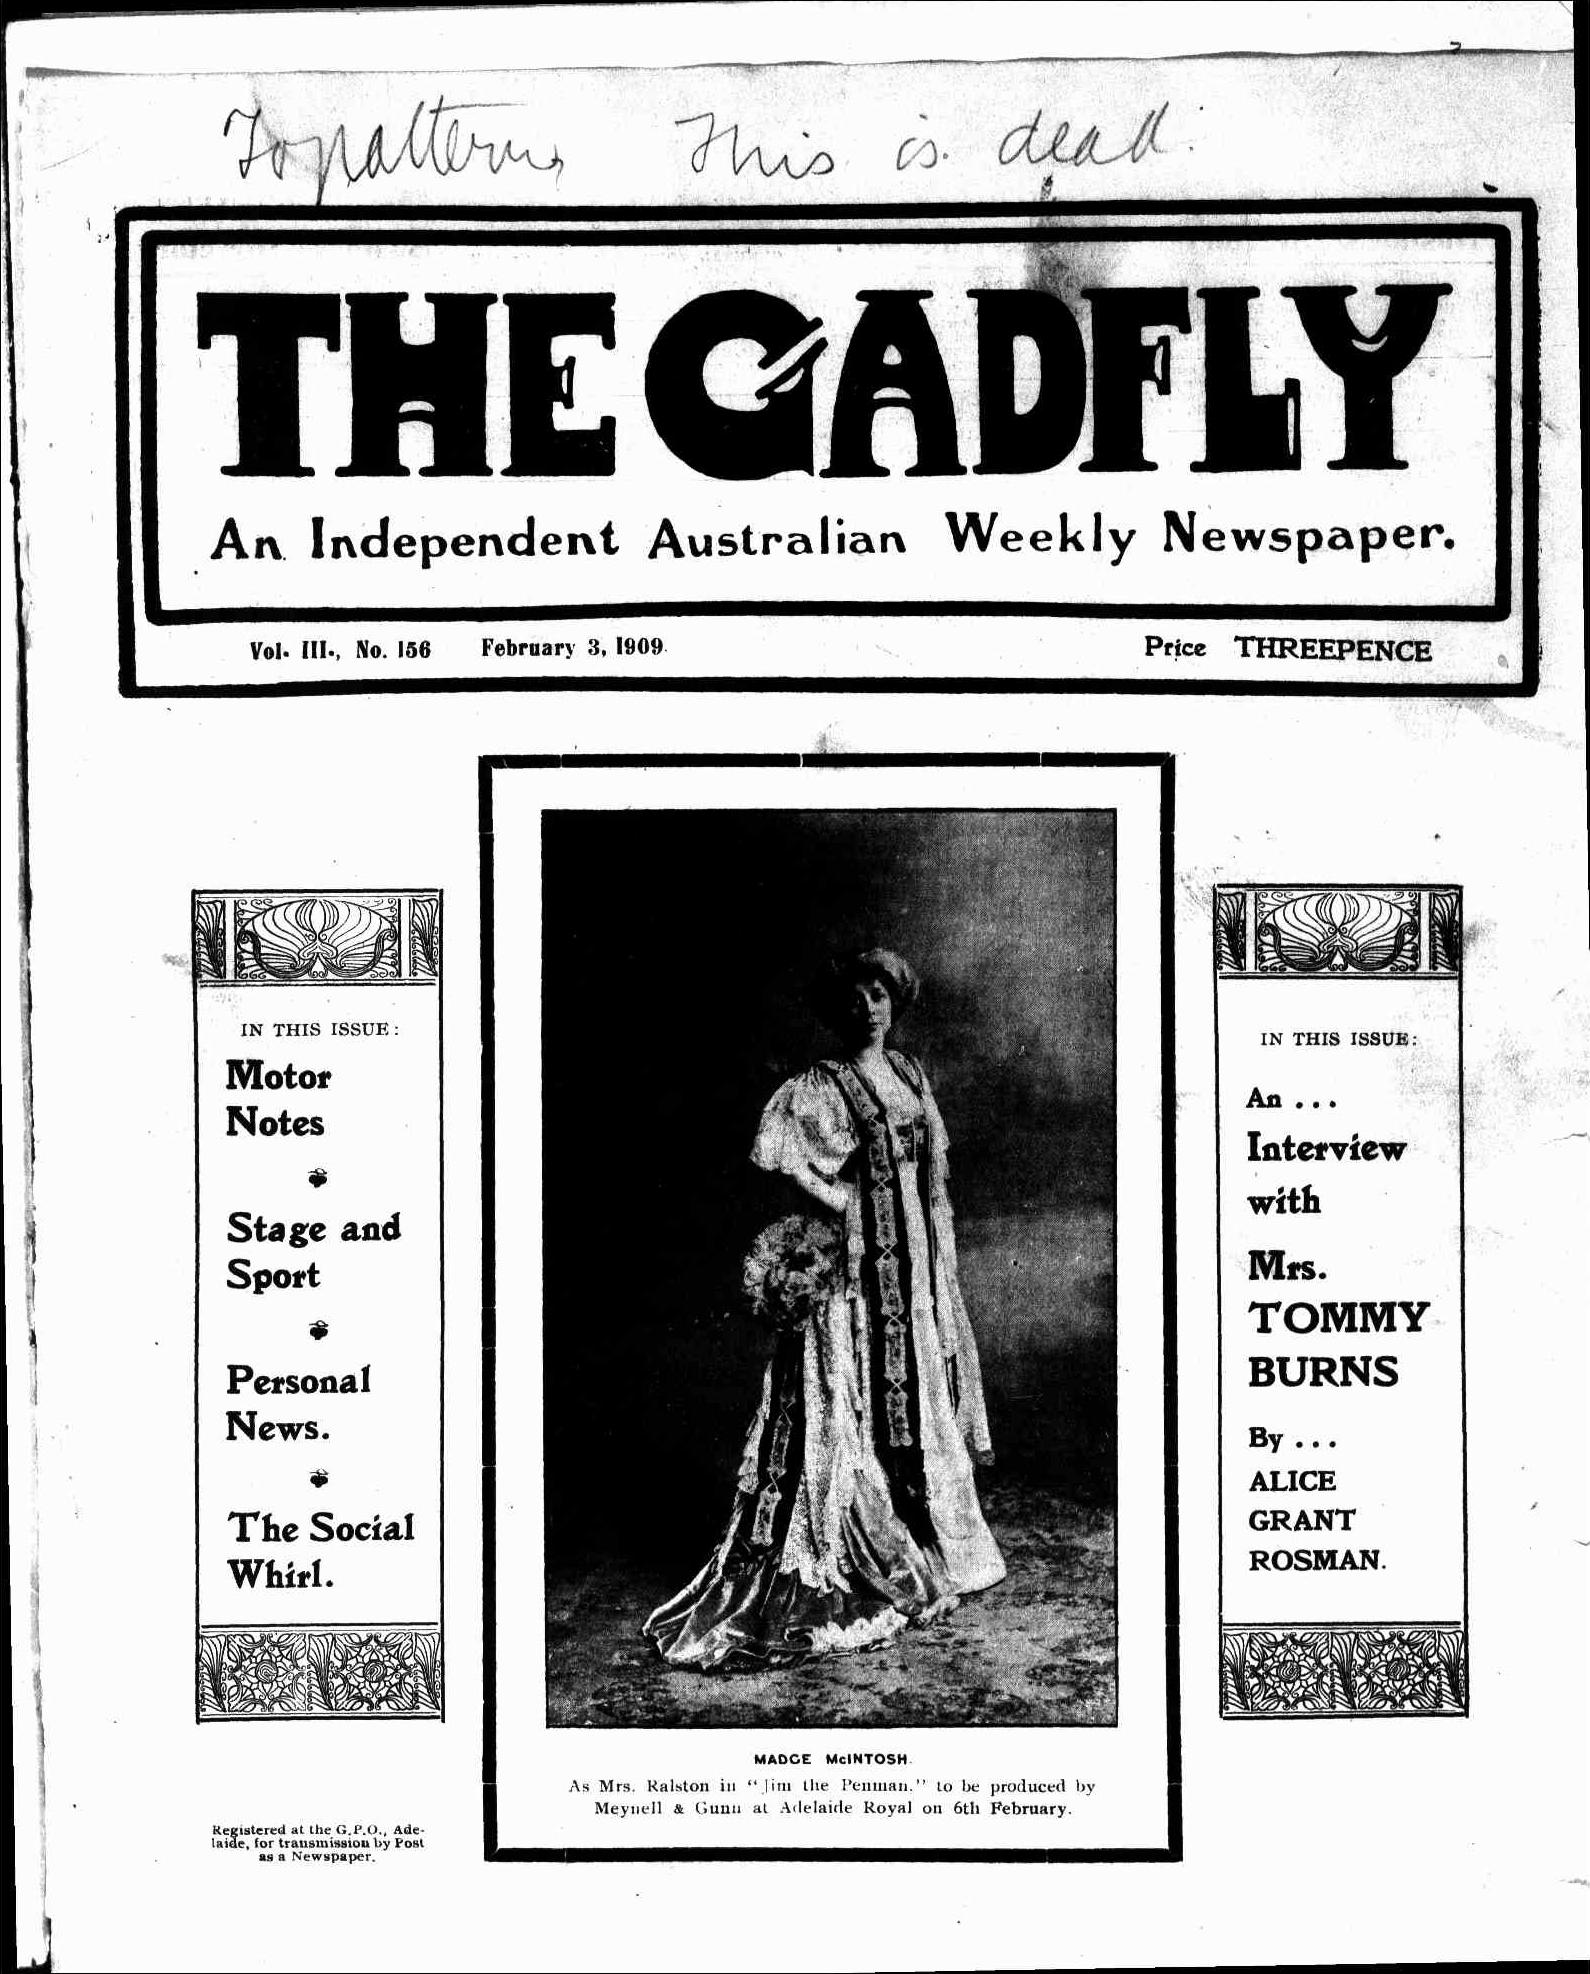 This is dead.
THE GADFLY
An Independent Australian Weekly Newspaper.
Vol. III., No. 156 February 3, 1909. Price THREEPENCE
IN THIS ISSUE:
Motor
Notes
Stage and
Sport
Personal
News.
The Social
Whirl.
Registered at the G.P.O., Ade-
laide, for transmission by Post
as a Newspaper.
MADGE McINTOSH.
As Mrs. Ralston in "Jim the Penman." to be produced by
Meynell & Gunn at Adelaide Royal on 6th February.
IN THIS ISSUE:
An ...
Interview
with
Mrs.
TOMMY
BURNS
By ...
ALICE
GRANT
ROSMAN.